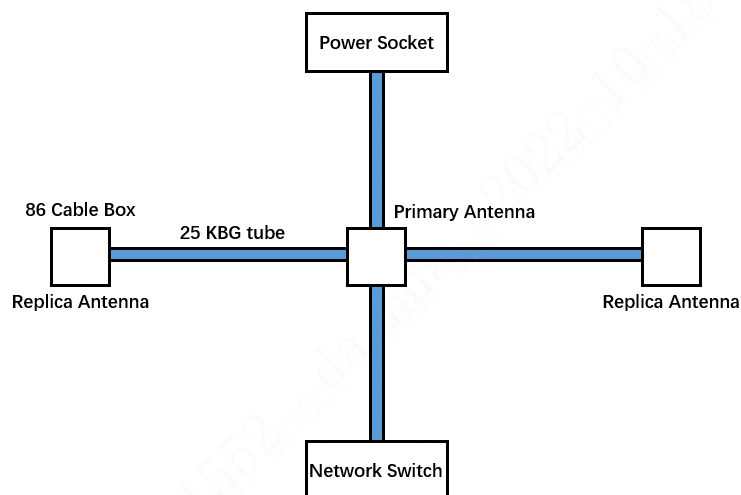 Power Socket
86 Cable Box
Primary Antenna
25 KBG tube
Replica Antenna
Replica Antenna
Network Switch